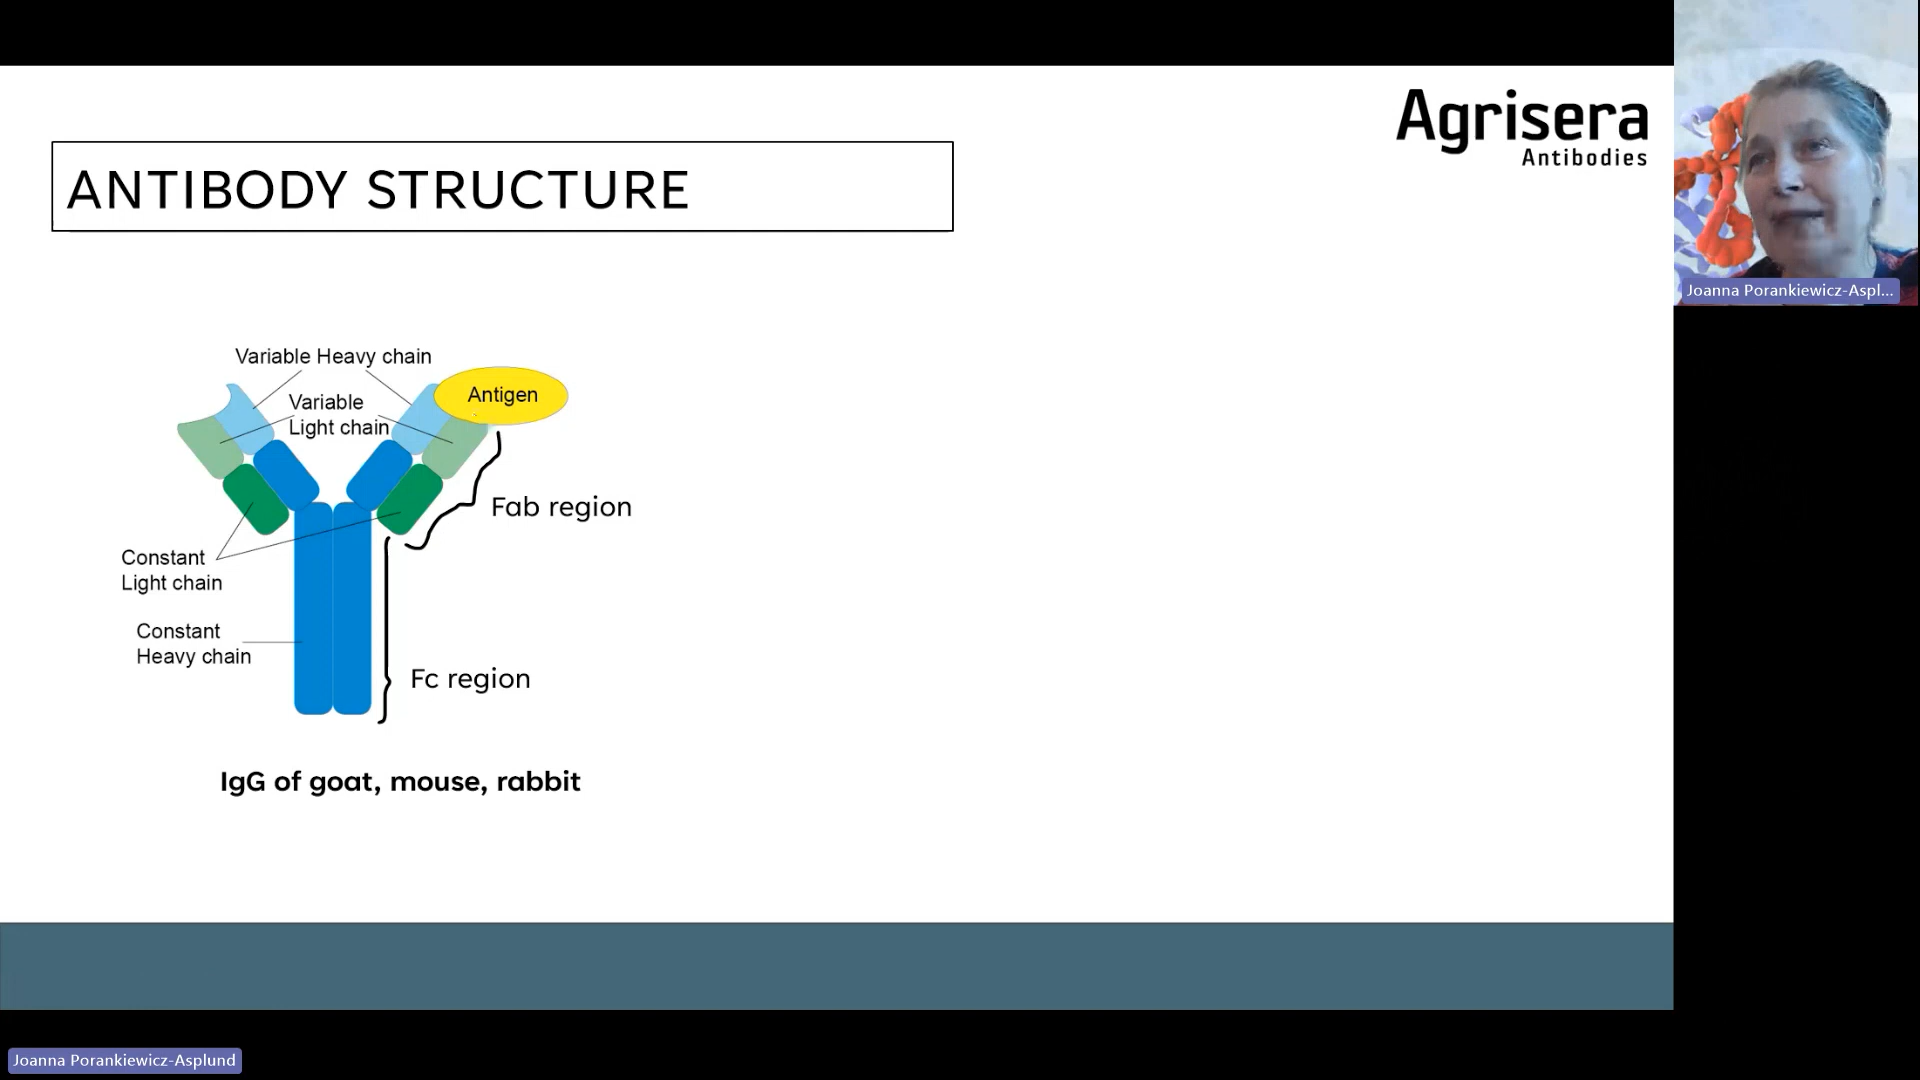 Agrisera
Antibodies
ANTIBODY STRUCTURE
Joanna Porankiewicz-Aspl...
Variable Heavy chain
Antigen
Variable
Light chain
Fab region
Constant
Light chain
Constant
Heavy chain
Fc region
IgG of goat, mouse, rabbit
Joanna Porankiewicz-Asplund